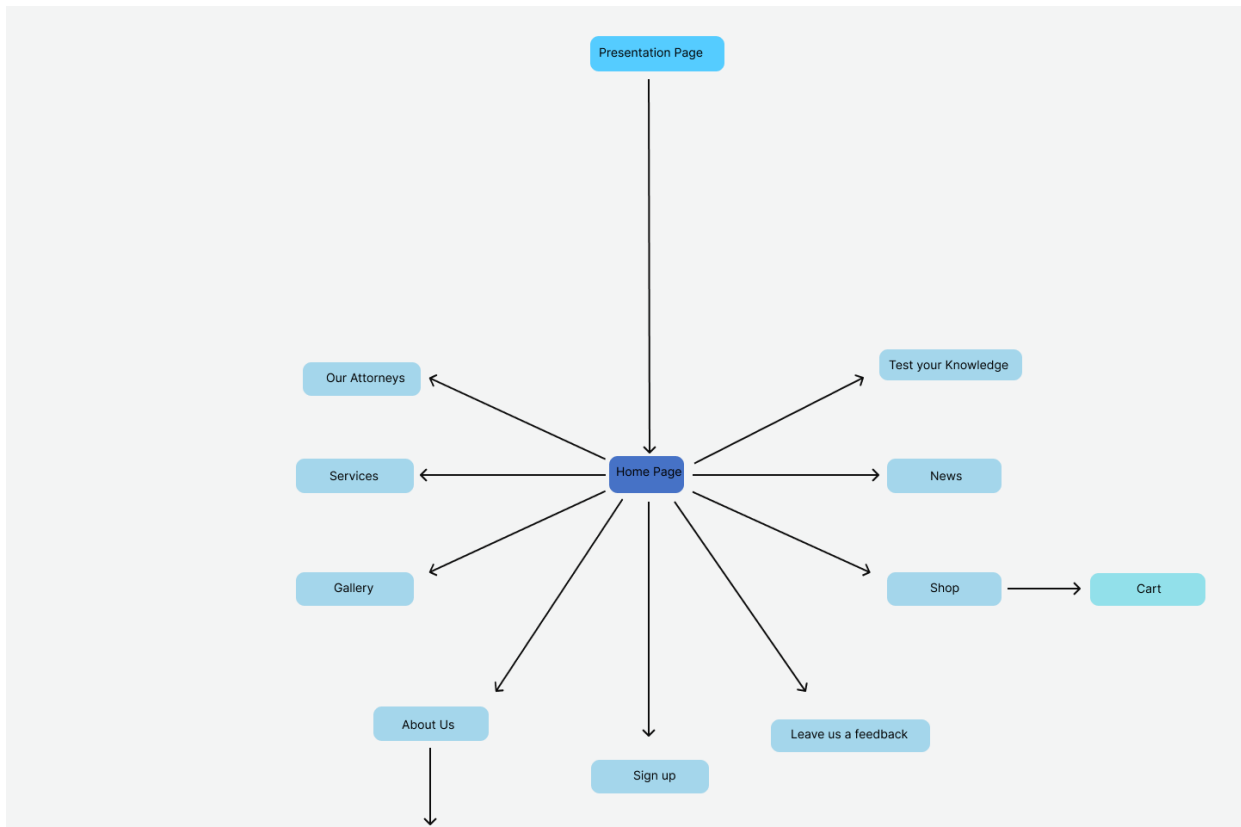 Presentation Page
Our Attorneys
Test your Knowledge
Home Page
Services
News
Gallery
Shop
Cart
About Us
Leave us a feedback
Sign up